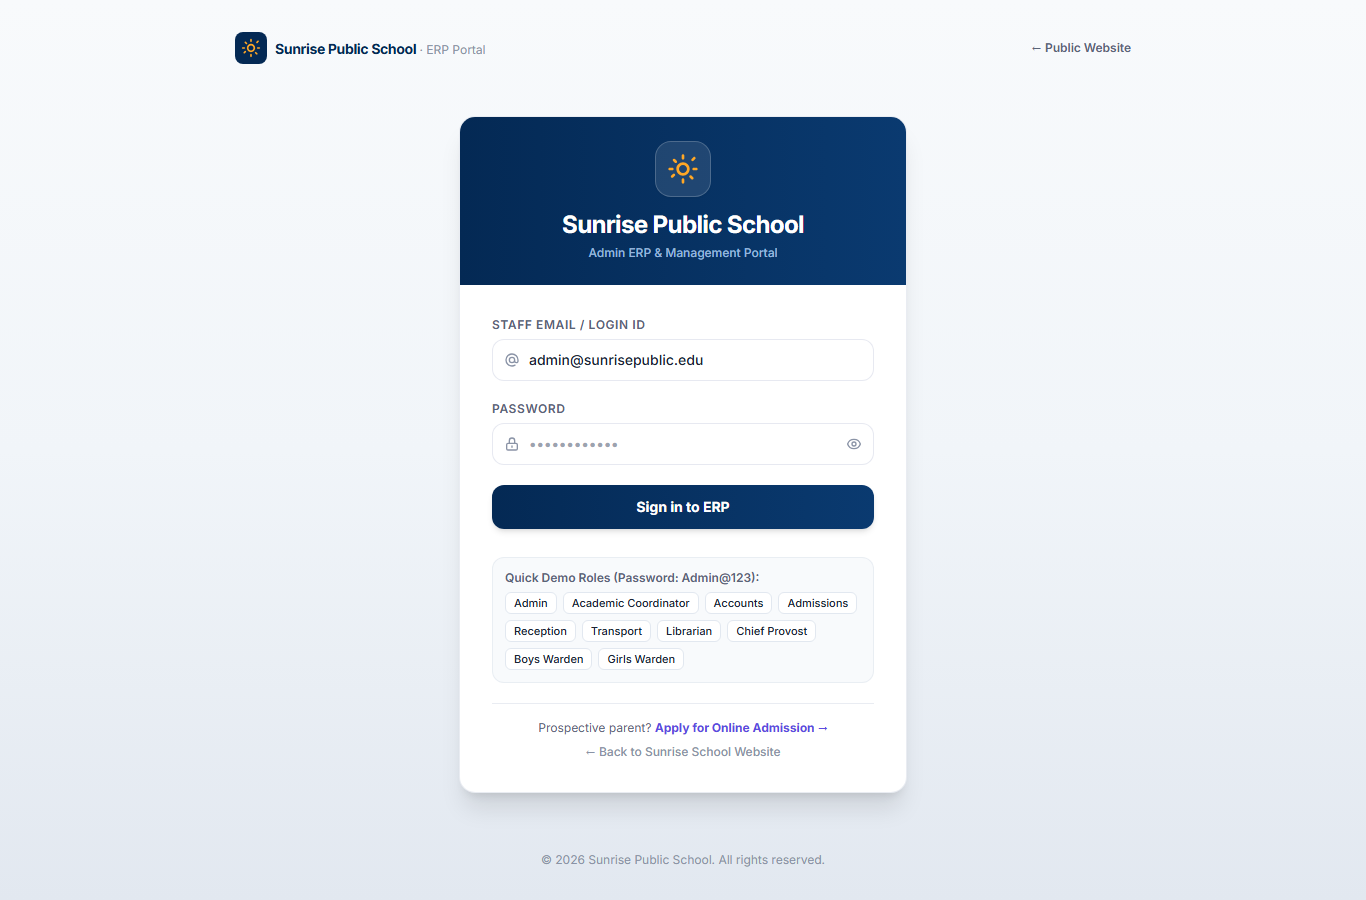 Sunrise Public School · ERP Portal
← Public Website
Sunrise Public School
Admin ERP & Management Portal
STAFF EMAIL / LOGIN ID
admin@sunrisepublic.edu
PASSWORD
••••••••••••
Sign in to ERP
Quick Demo Roles (Password: Admin@123):
Admin Academic Coordinator Accounts Admissions
Reception Transport Librarian Chief Provost
Boys Warden Girls Warden
Prospective parent? Apply for Online Admission →
← Back to Sunrise School Website
© 2026 Sunrise Public School. All rights reserved.